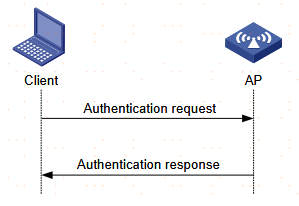 Client
AP
Authentication request
Authentication response